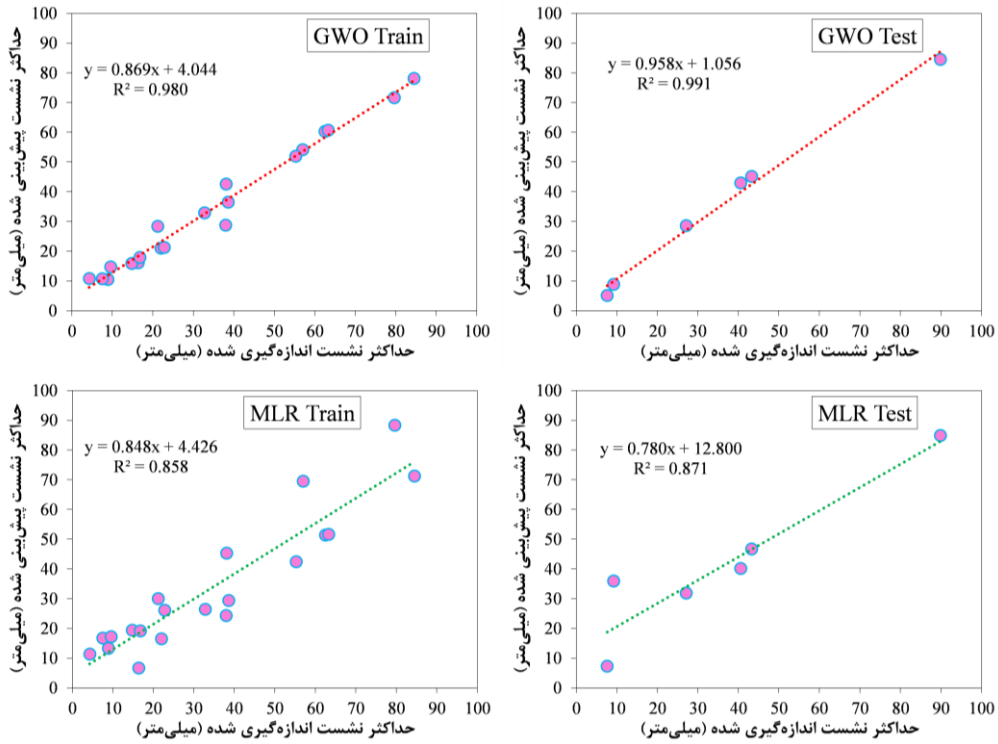 GWO Train
y = 0.869x + 4.044
R² = 0.980
حداکثر نشست پیش‌بینی شده (میلی‌متر)
100
90
80
70
60
50
40
30
20
10
0
0 10 20 30 40 50 60 70 80 90 100
حداکثر نشست اندازه‌گیری شده (میلی‌متر)
GWO Test
y = 0.958x + 1.056
R² = 0.991
حداکثر نشست پیش‌بینی شده (میلی‌متر)
100
90
80
70
60
50
40
30
20
10
0
0 10 20 30 40 50 60 70 80 90 100
حداکثر نشست اندازه‌گیری شده (میلی‌متر)
MLR Train
y = 0.848x + 4.426
R² = 0.858
حداکثر نشست پیش‌بینی شده (میلی‌متر)
100
90
80
70
60
50
40
30
20
10
0
0 10 20 30 40 50 60 70 80 90 100
حداکثر نشست اندازه‌گیری شده (میلی‌متر)
MLR Test
y = 0.780x + 12.800
R² = 0.871
حداکثر نشست پیش‌بینی شده (میلی‌متر)
100
90
80
70
60
50
40
30
20
10
0
0 10 20 30 40 50 60 70 80 90 100
حداکثر نشست اندازه‌گیری شده (میلی‌متر)